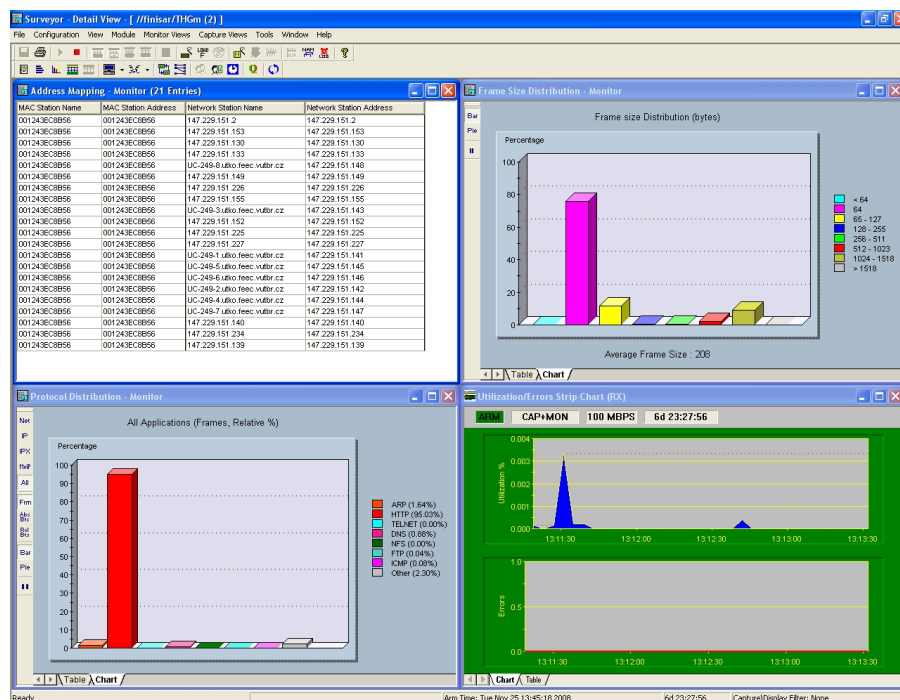 Surveyor - Detail View - [ //finisar/THGm (2) ]
File Configuration View Module Monitor Views Capture Views Tools Window Help
Address Mapping - Monitor (21 Entries)
MAC Station Name MAC Station Address Network Station Name Network Station Address
001243EC8B56 001243EC8B56 147.229.151.2 147.229.151.2
001243EC8B56 001243EC8B56 147.229.151.153 147.229.151.153
001243EC8B56 001243EC8B56 147.229.151.130 147.229.151.130
001243EC8B56 001243EC8B56 147.229.151.133 147.229.151.133
001243EC8B56 001243EC8B56 UC-249-8.utko.feec.vutbr.cz 147.229.151.148
001243EC8B56 001243EC8B56 147.229.151.149 147.229.151.149
001243EC8B56 001243EC8B56 147.229.151.226 147.229.151.226
001243EC8B56 001243EC8B56 147.229.151.155 147.229.151.155
001243EC8B56 001243EC8B56 UC-249-3.utko.feec.vutbr.cz 147.229.151.143
001243EC8B56 001243EC8B56 147.229.151.152 147.229.151.152
001243EC8B56 001243EC8B56 147.229.151.225 147.229.151.225
001243EC8B56 001243EC8B56 147.229.151.227 147.229.151.227
001243EC8B56 001243EC8B56 UC-249-1.utko.feec.vutbr.cz 147.229.151.141
001243EC8B56 001243EC8B56 UC-249-5.utko.feec.vutbr.cz 147.229.151.145
001243EC8B56 001243EC8B56 UC-249-6.utko.feec.vutbr.cz 147.229.151.146
001243EC8B56 001243EC8B56 UC-249-2.utko.feec.vutbr.cz 147.229.151.142
001243EC8B56 001243EC8B56 UC-249-4.utko.feec.vutbr.cz 147.229.151.144
001243EC8B56 001243EC8B56 UC-249-7.utko.feec.vutbr.cz 147.229.151.147
001243EC8B56 001243EC8B56 147.229.151.140 147.229.151.140
001243EC8B56 001243EC8B56 147.229.151.234 147.229.151.234
001243EC8B56 001243EC8B56 147.229.151.139 147.229.151.139
Frame Size Distribution - Monitor
Bar
Pie
Frame size Distribution (bytes)
Percentage
100
80
60
40
20
0
< 64
64
65 - 127
128 - 255
256 - 511
512 - 1023
1024 - 1518
> 1518
Average Frame Size : 208
Table Chart
Protocol Distribution - Monitor
Net
IP
IPX
All
Frm
Abs
Bts
Rel
Bts
Bar
Pie
All Applications (Frames, Relative %)
Percentage
100
90
80
70
60
50
40
30
20
10
0
ARP (1.64%)
HTTP (95.03%)
TELNET (0.00%)
DNS (0.88%)
NFS (0.00%)
FTP (0.04%)
ICMP (0.08%)
Other (2.30%)
Table Chart
Utilization/Errors Strip Chart (RX)
ARM CAP+MON 100 MBPS 6d 23:27:56
Utilization %
0.004
0.003
0.002
0.001
0.000
13:11:30 13:12:00 13:12:30 13:13:00 13:13:30
Errors
1.0
0.5
0.0
13:11:30 13:12:00 13:12:30 13:13:00 13:13:30
Chart Table
Ready Arm Time: Tue Nov 25 13:45:18 2008 6d 23:27:56 Capture/Display Filter: None